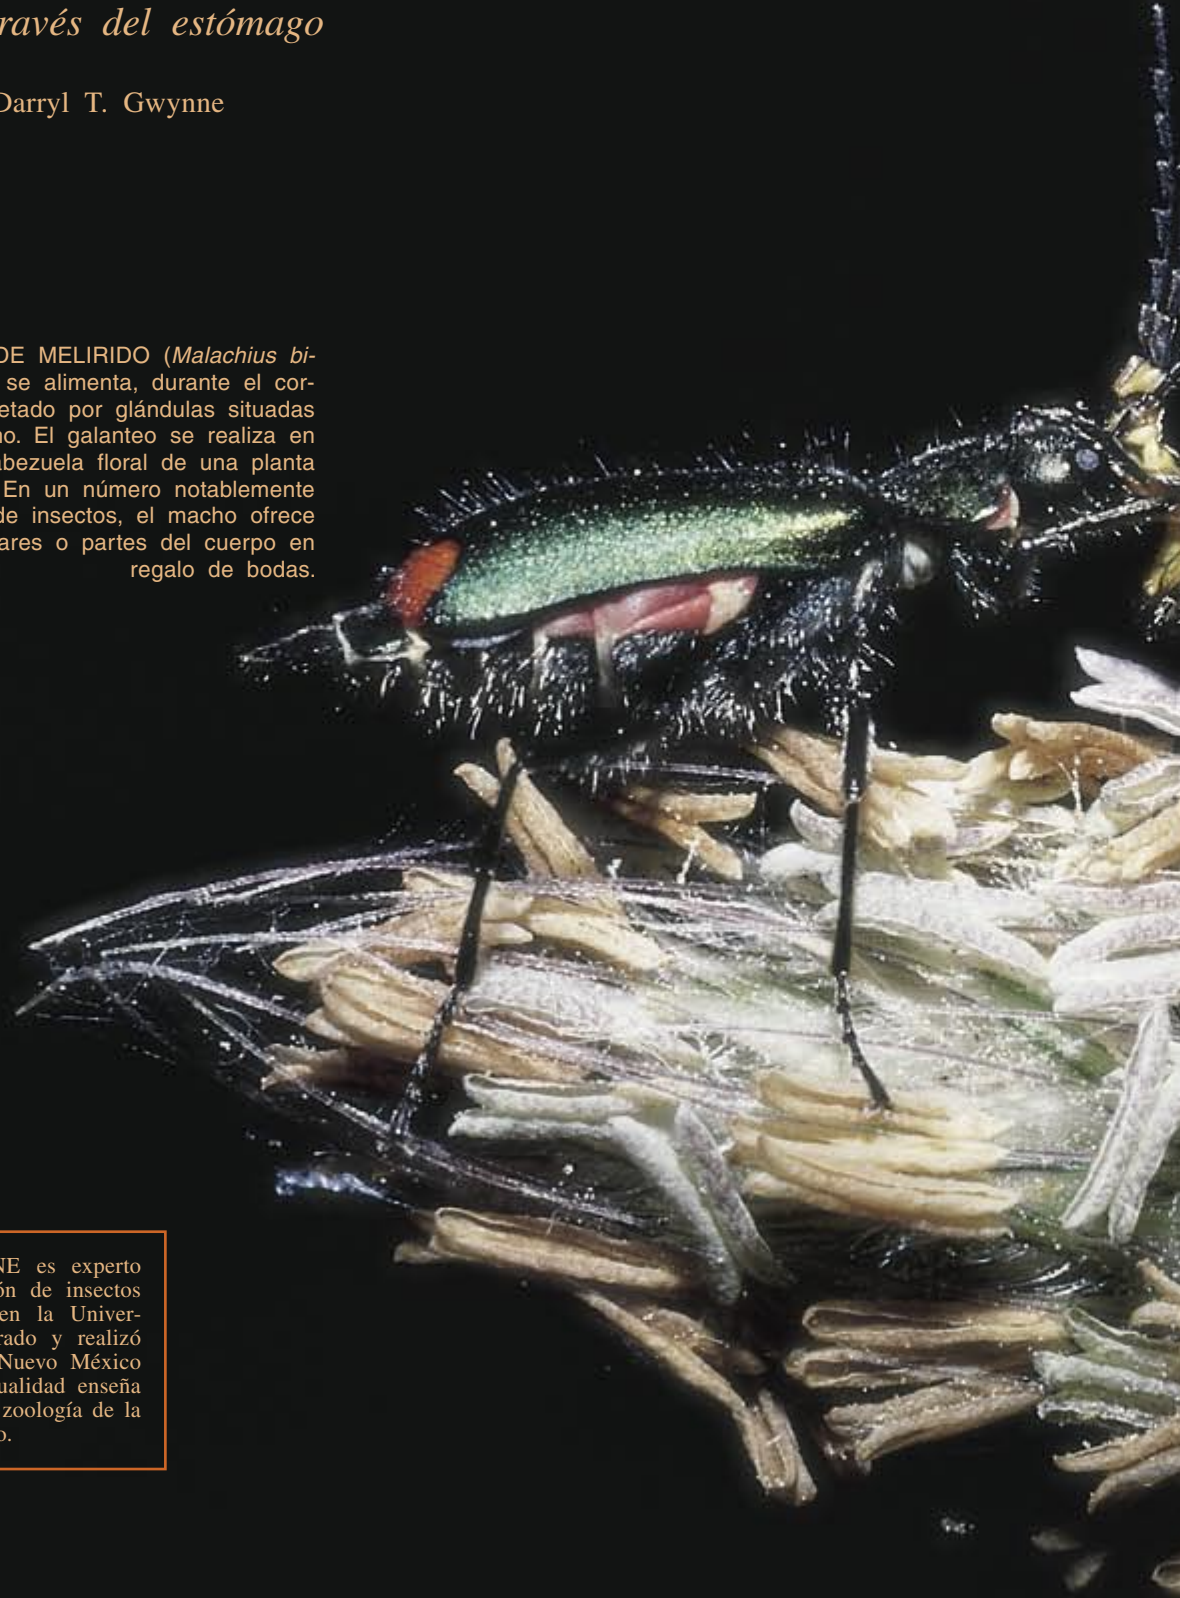 ravés del estómago
Darryl T. Gwynne
DE MELIRIDO (Malachius bi-
se alimenta, durante el cor-
etado por glándulas situadas
no. El galanteo se realiza en
abezuela floral de una planta
En un número notablemente
de insectos, el macho ofrece
ares o partes del cuerpo en
regalo de bodas.
NE es experto
ón de insectos
en la Univer-
rado y realizó
Nuevo México
ualidad enseña
zoología de la
o.